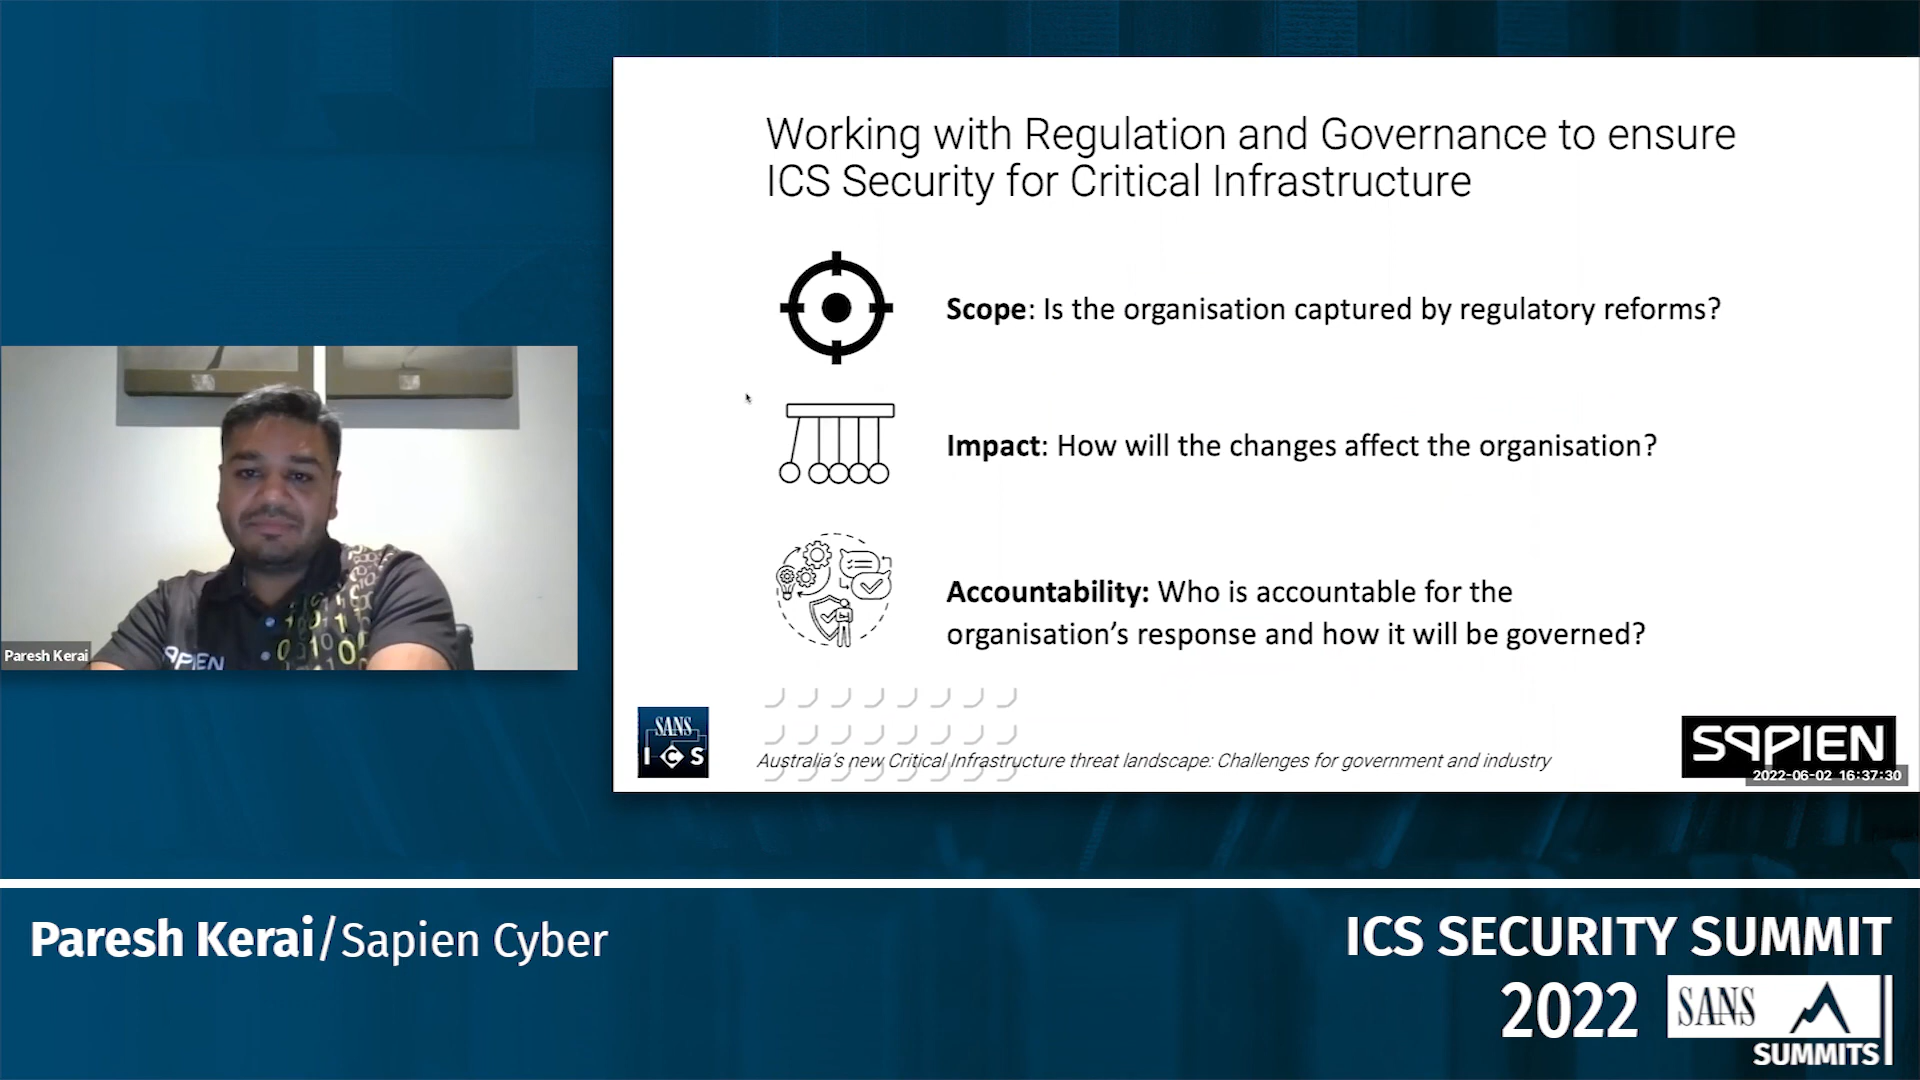 Working with Regulation and Governance to ensure
ICS Security for Critical Infrastructure
Scope: Is the organisation captured by regulatory reforms?
Impact: How will the changes affect the organisation?
Accountability: Who is accountable for the
organisation's response and how it will be governed?
SANS
ICS
Australia's new Critical Infrastructure threat landscape: Challenges for government and industry
SAPIEN
2022-06-02 16:37:30
SAPIEN
Paresh Kerai
Paresh Kerai/Sapien Cyber
ICS SECURITY SUMMIT
2022
SANS
SUMMITS